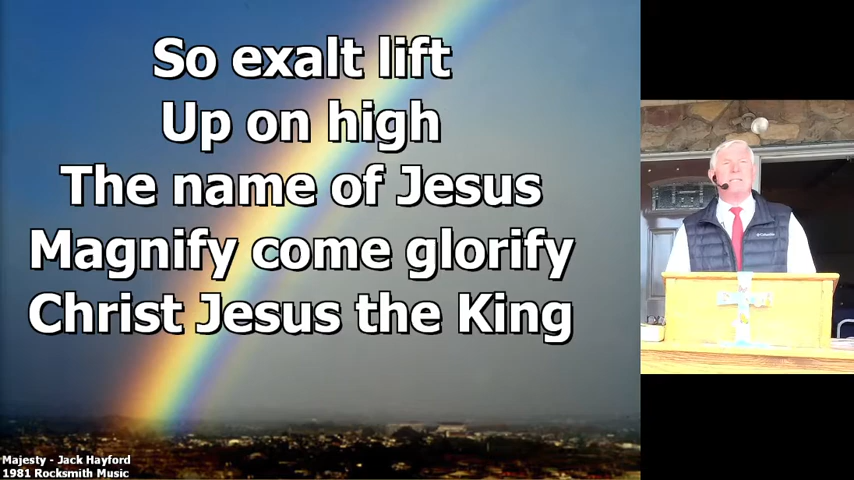 So exalt lift
Up on high
The name of Jesus
Magnify come glorify
Christ Jesus the King
Majesty - Jack Hayford
1981 Rocksmith Music
Columbia